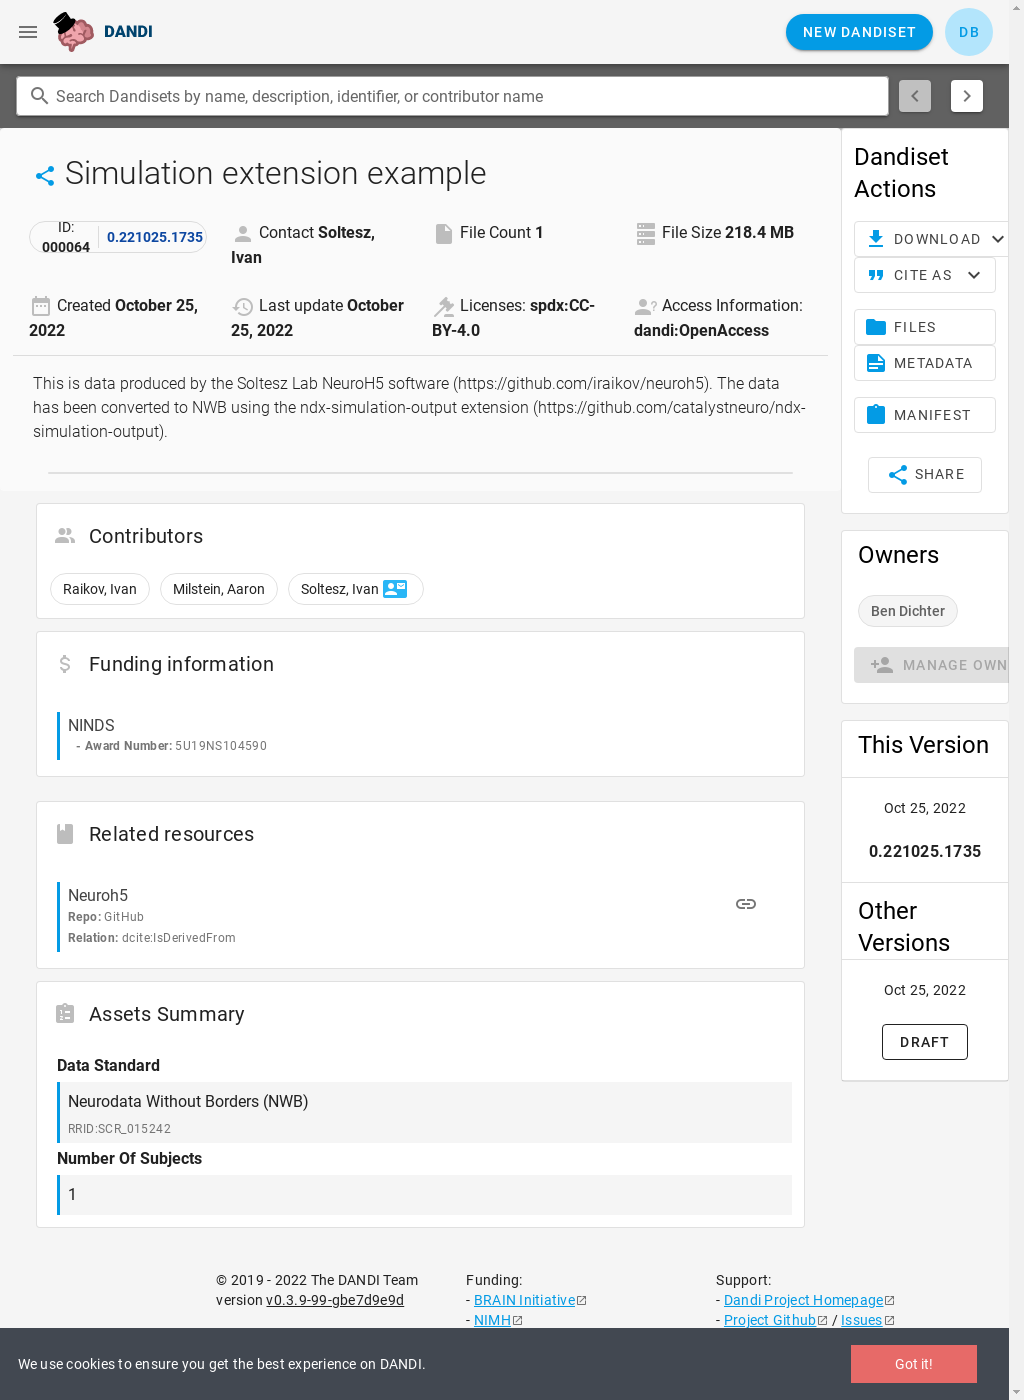 DANDI
NEW DANDISET
DB
Search Dandisets by name, description, identifier, or contributor name
Simulation extension example
ID:
000064
0.221025.1735
Contact Soltesz,
Ivan
File Count 1
File Size 218.4 MB
Created October 25,
2022
Last update October
25, 2022
Licenses: spdx:CC-
BY-4.0
Access Information:
dandi:OpenAccess
This is data produced by the Soltesz Lab NeuroH5 software (https://github.com/iraikov/neuroh5). The data
has been converted to NWB using the ndx-simulation-output extension (https://github.com/catalystneuro/ndx-
simulation-output).
Contributors
Raikov, Ivan
Milstein, Aaron
Soltesz, Ivan
Funding information
NINDS
- Award Number: 5U19NS104590
Related resources
Neuroh5
Repo: GitHub
Relation: dcite:IsDerivedFrom
Assets Summary
Data Standard
Neurodata Without Borders (NWB)
RRID:SCR_015242
Number Of Subjects
1
Dandiset
Actions
DOWNLOAD
CITE AS
FILES
METADATA
MANIFEST
SHARE
Owners
Ben Dichter
MANAGE OWN
This Version
Oct 25, 2022
0.221025.1735
Other
Versions
Oct 25, 2022
DRAFT
© 2019 - 2022 The DANDI Team
version v0.3.9-99-gbe7d9e9d
Funding:
- BRAIN Initiative
- NIMH
Support:
- Dandi Project Homepage
- Project Github / Issues
We use cookies to ensure you get the best experience on DANDI.
Got it!